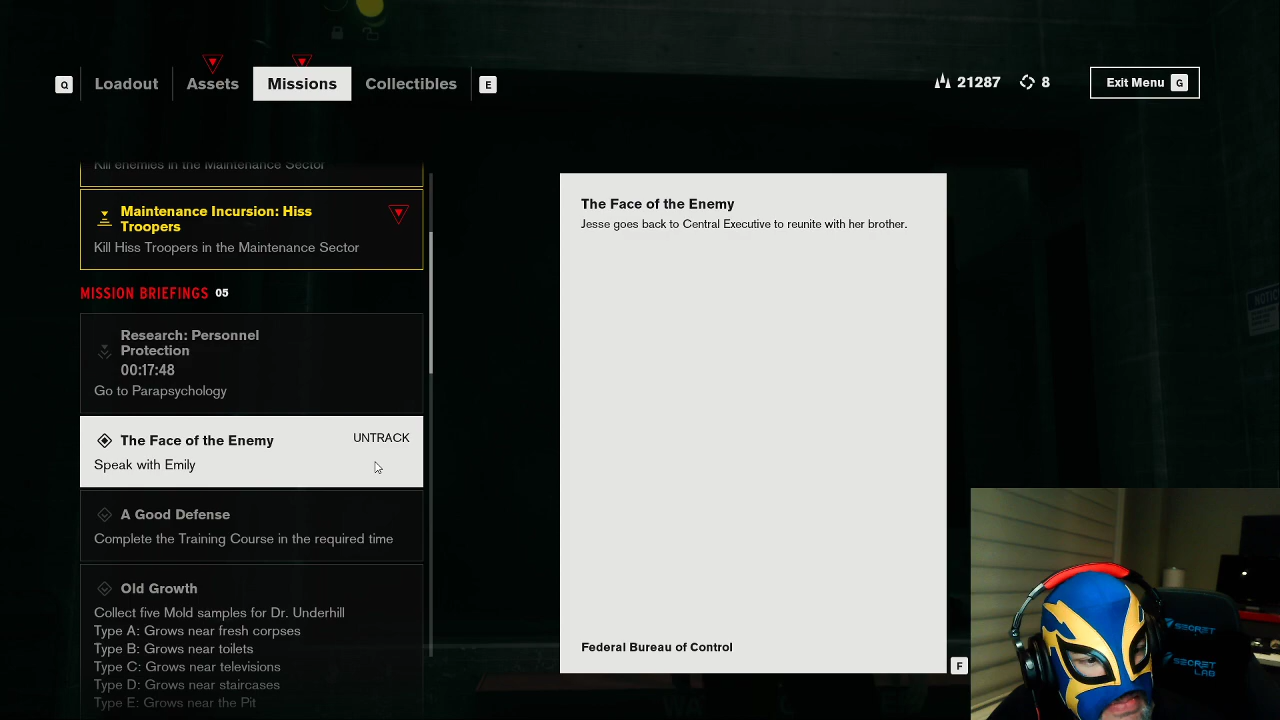 Q
Loadout
Assets
Missions
Collectibles
E
21287
8
Exit Menu G
Kill enemies in the Maintenance Sector
Maintenance Incursion: Hiss
Troopers
Kill Hiss Troopers in the Maintenance Sector
MISSION BRIEFINGS 05
Research: Personnel
Protection
00:17:48
Go to Parapsychology
The Face of the Enemy
UNTRACK
Speak with Emily
A Good Defense
Complete the Training Course in the required time
Old Growth
Collect five Mold samples for Dr. Underhill
Type A: Grows near fresh corpses
Type B: Grows near toilets
Type C: Grows near televisions
Type D: Grows near staircases
Type E: Grows near the Pit
The Face of the Enemy
Jesse goes back to Central Executive to reunite with her brother.
Federal Bureau of Control
F
NOTIC
SECRET
SECRET
LAB